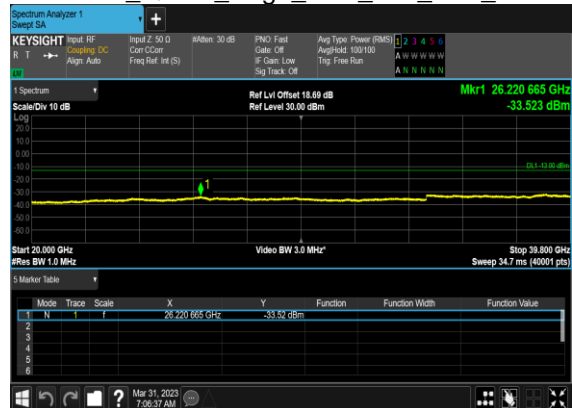 Spectrum Analyzer 1
Swept SA
+
KEYSIGHT Input: RF Input Z: 50 Ω #Atten: 30 dB PNO: Fast Avg Type: Power (RMS) 1 2 3 4 5 6
R T Coupling: DC Corr CCorr Gate: Off Avg|Hold: 100/100 A W W W W W
Align: Auto Freq Ref: Int (S) IF Gain: Low Trig: Free Run
Sig Track: Off A N N N N N
1 Spectrum
Ref Lvl Offset 18.69 dB Mkr1 26.220 665 GHz
Scale/Div 10 dB Ref Level 30.00 dBm -33.523 dBm
Log
20.0
10.0
0.00
-10.0
DL1 -13.00 dBm
-20.0
1
-30.0
-40.0
-50.0
-60.0
Start 20.000 GHz Video BW 3.0 MHz* Stop 39.800 GHz
#Res BW 1.0 MHz Sweep 34.7 ms (40001 pts)
5 Marker Table
Mode Trace Scale X Y Function Function Width Function Value
1 N 1 f 26.220 665 GHz -33.52 dBm
2
3
4
5
6
? Mar 31, 2023
7:06:37 AM